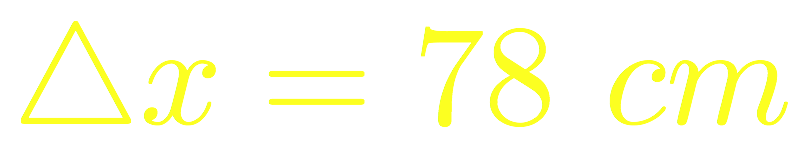 △x = 78 cm